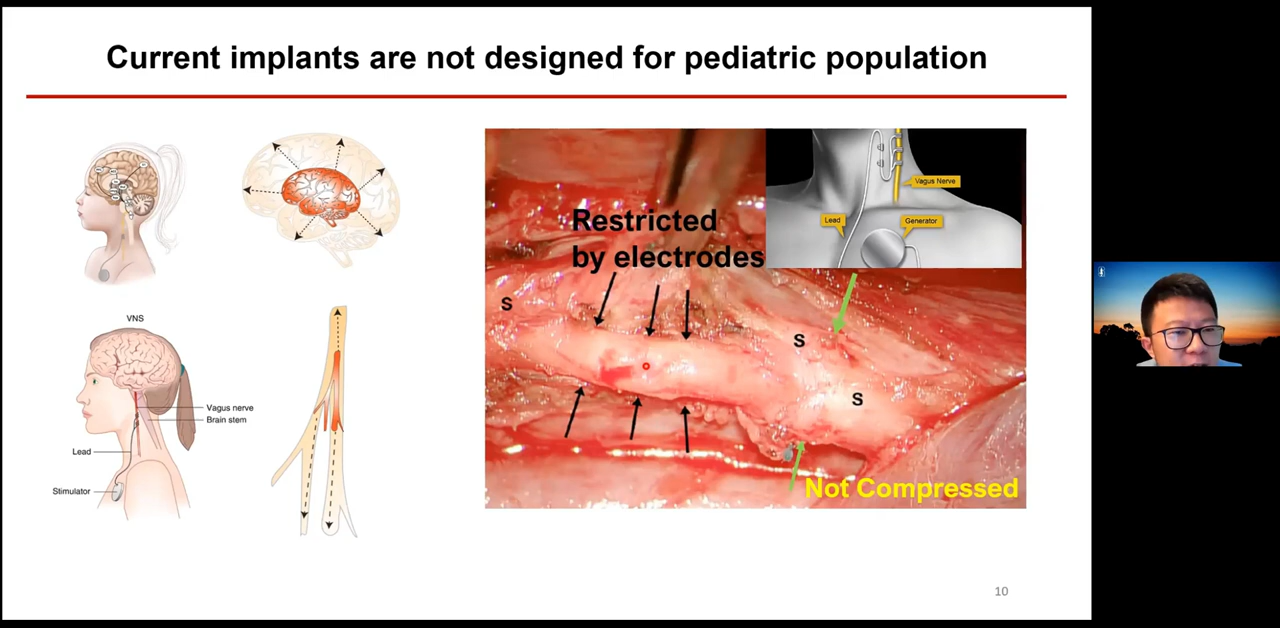 Current implants are not designed for pediatric population
VNS
Vagus nerve
Brain stem
Lead
Stimulator
Restricted
by electrodes
S
S
S
Not Compressed
Vagus Nerve
Lead
Generator
10